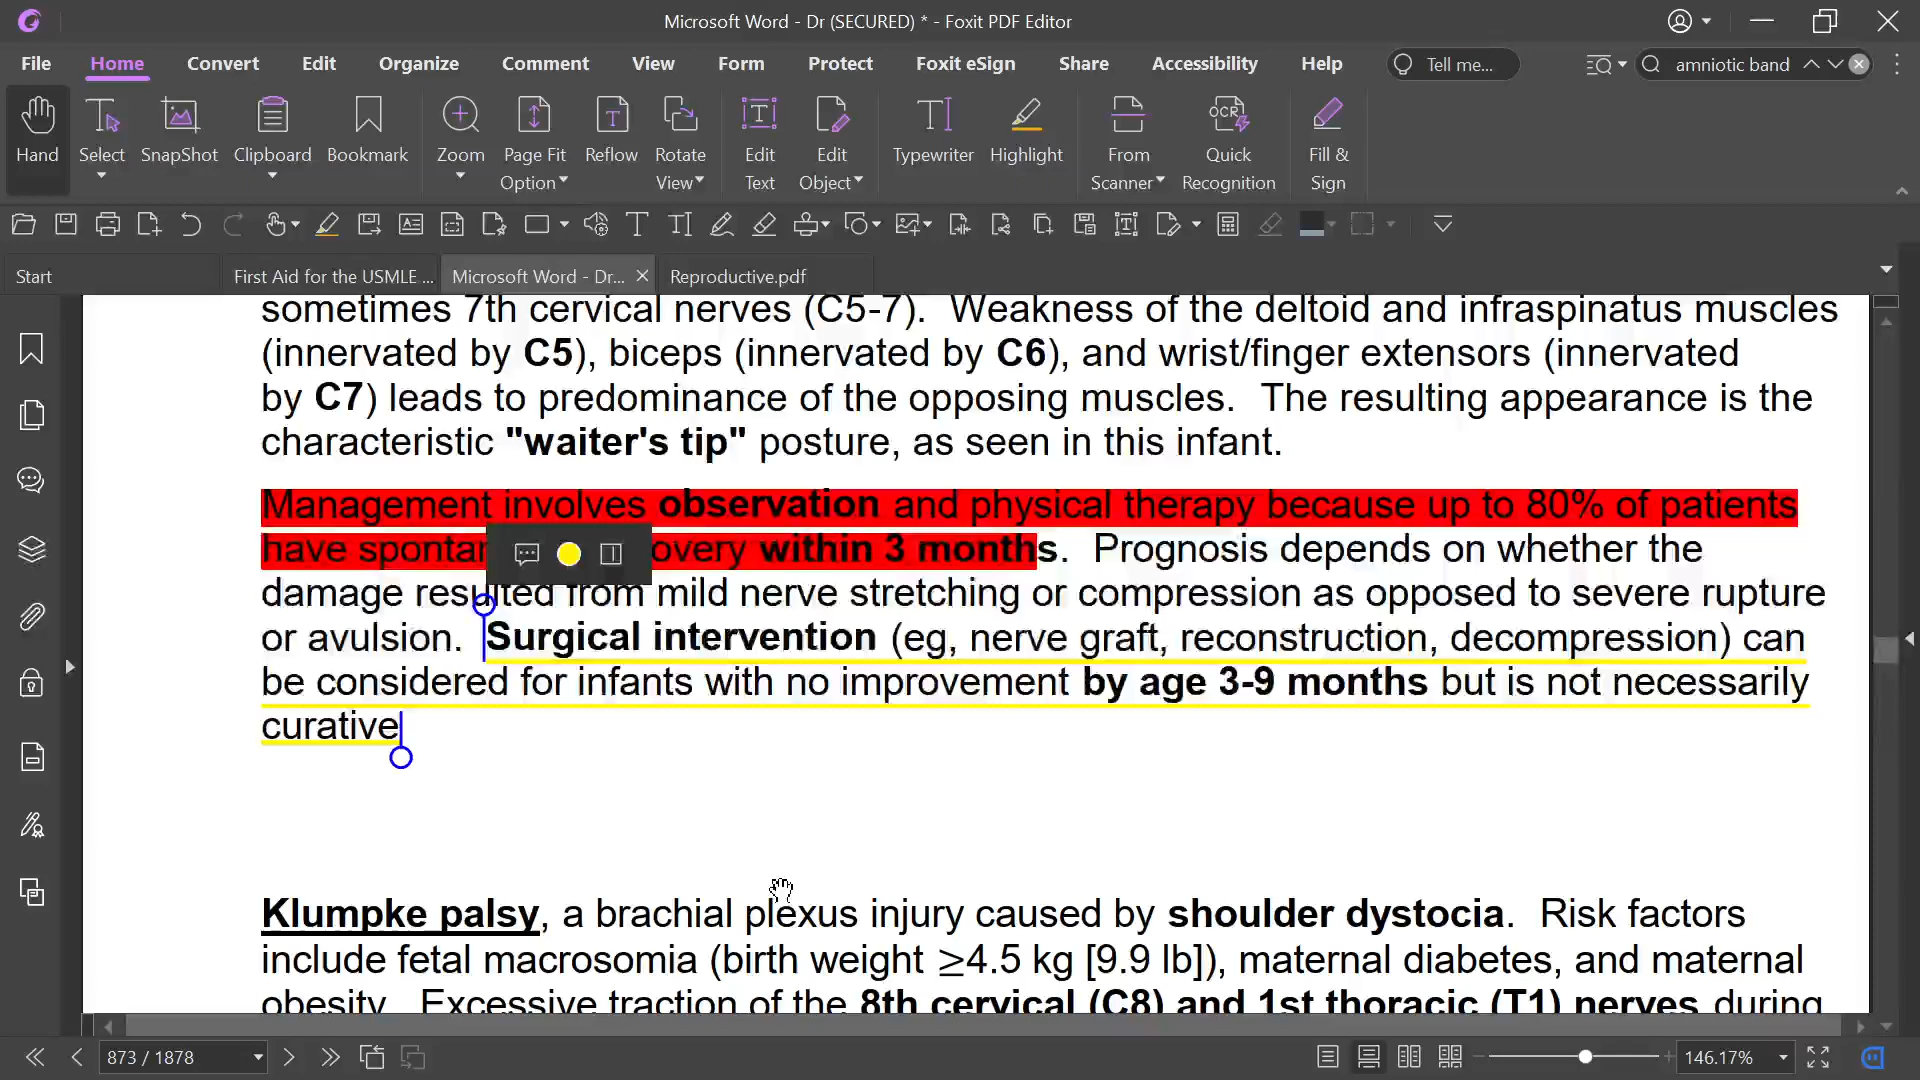 Microsoft Word - Dr (SECURED) * - Foxit PDF Editor
File Home Convert Edit Organize Comment View Form Protect Foxit eSign Share Accessibility Help Tell me... amniotic band
Hand Select SnapShot Clipboard Bookmark Zoom Page Fit Option Reflow Rotate View Edit Text Edit Object Typewriter Highlight From Scanner OCR Quick Recognition Fill & Sign
Start First Aid for the USMLE ... Microsoft Word - Dr... Reproductive.pdf
sometimes 7th cervical nerves (C5-7). Weakness of the deltoid and infraspinatus muscles
(innervated by C5), biceps (innervated by C6), and wrist/finger extensors (innervated
by C7) leads to predominance of the opposing muscles. The resulting appearance is the
characteristic "waiter's tip" posture, as seen in this infant.
Management involves observation and physical therapy because up to 80% of patients
have spontan overy within 3 months. Prognosis depends on whether the
damage resulted from mild nerve stretching or compression as opposed to severe rupture
or avulsion. Surgical intervention (eg, nerve graft, reconstruction, decompression) can
be considered for infants with no improvement by age 3-9 months but is not necessarily
curative
Klumpke palsy, a brachial plexus injury caused by shoulder dystocia. Risk factors
include fetal macrosomia (birth weight ≥4.5 kg [9.9 lb]), maternal diabetes, and maternal
obesity. Excessive traction of the 8th cervical (C8) and 1st thoracic (T1) nerves during
873 / 1878 146.17%